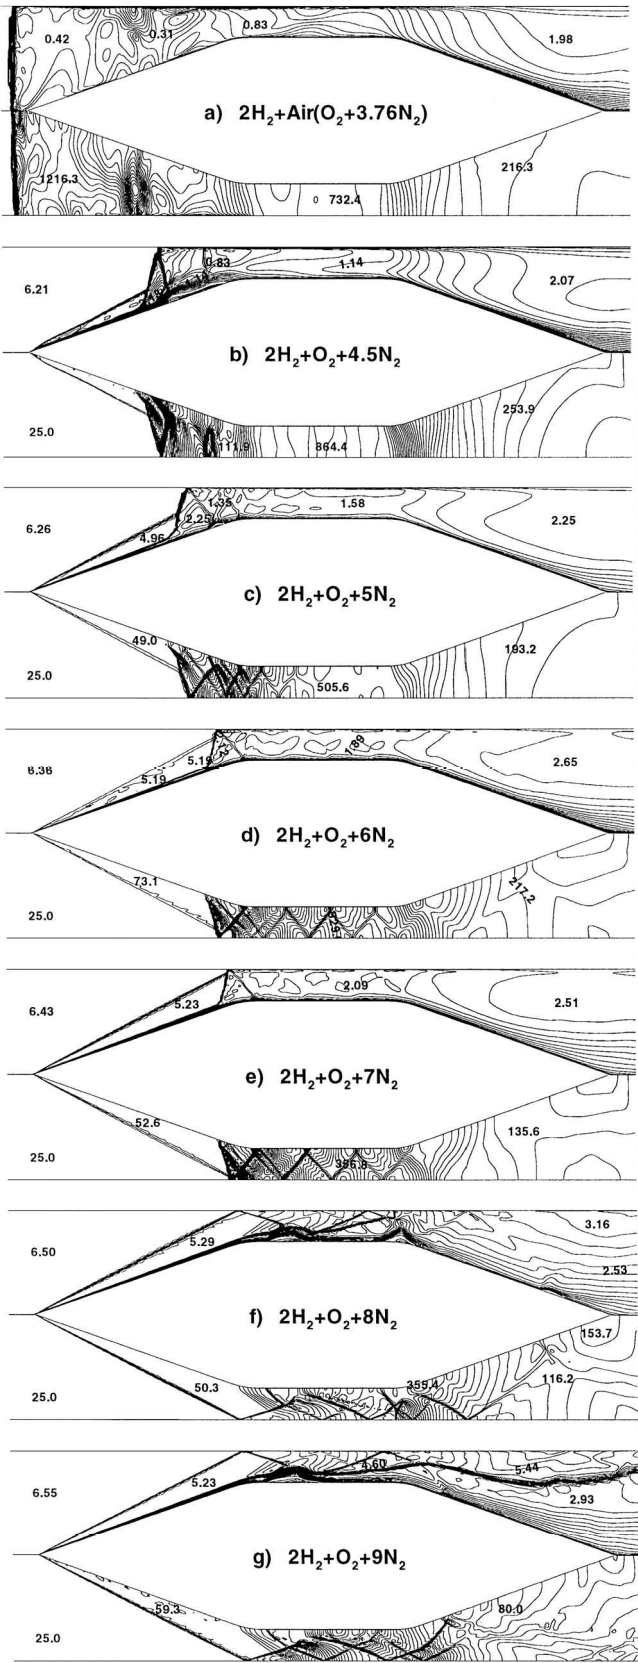 0.42 0.31 0.83 1.98
a) 2H₂+Air(O₂+3.76N₂)
1216.3 732.4 216.3
6.21 0.83 1.14 2.07
b) 2H₂+O₂+4.5N₂
25.0 111.9 864.4 253.9
6.26 4.96 2.25 1.35 1.58 2.25
c) 2H₂+O₂+5N₂
25.0 49.0 505.6 193.2
6.36 5.19 5.19 1.89 2.65
d) 2H₂+O₂+6N₂
25.0 73.1 217.2
6.43 5.23 2.09 2.51
e) 2H₂+O₂+7N₂
25.0 52.6 356.8 135.6
6.50 5.29 3.16
2.53
f) 2H₂+O₂+8N₂
25.0 50.3 355.4 116.2 153.7
6.55 5.23 4.60 5.44 2.93
g) 2H₂+O₂+9N₂
25.0 59.3 80.0